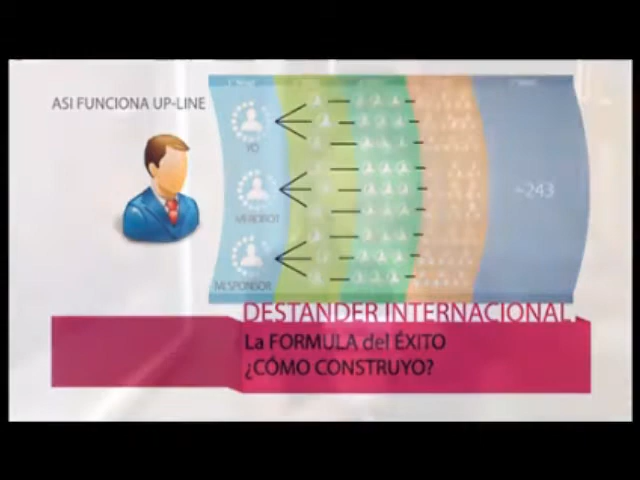 ASI FUNCIONA UP-LINE
YO
MI ROBOT
MI SPONSOR
~243
DESTANDER INTERNACIONAL.
La FORMULA del ÉXITO
¿CÓMO CONSTRUYO?